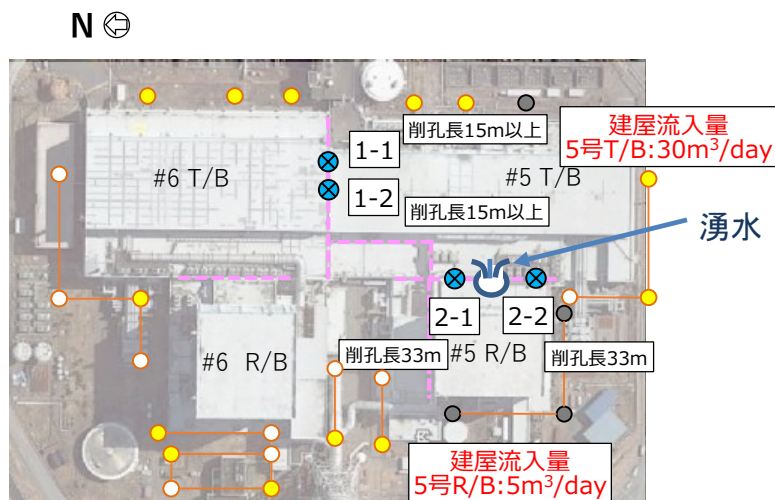 N
削孔長15m以上
建屋流入量
5号T/B:30m³/day
1-1
#6 T/B
#5 T/B
1-2
削孔長15m以上
湧水
2-1
2-2
削孔長33m
#6 R/B
#5 R/B
削孔長33m
建屋流入量
5号R/B:5m³/day